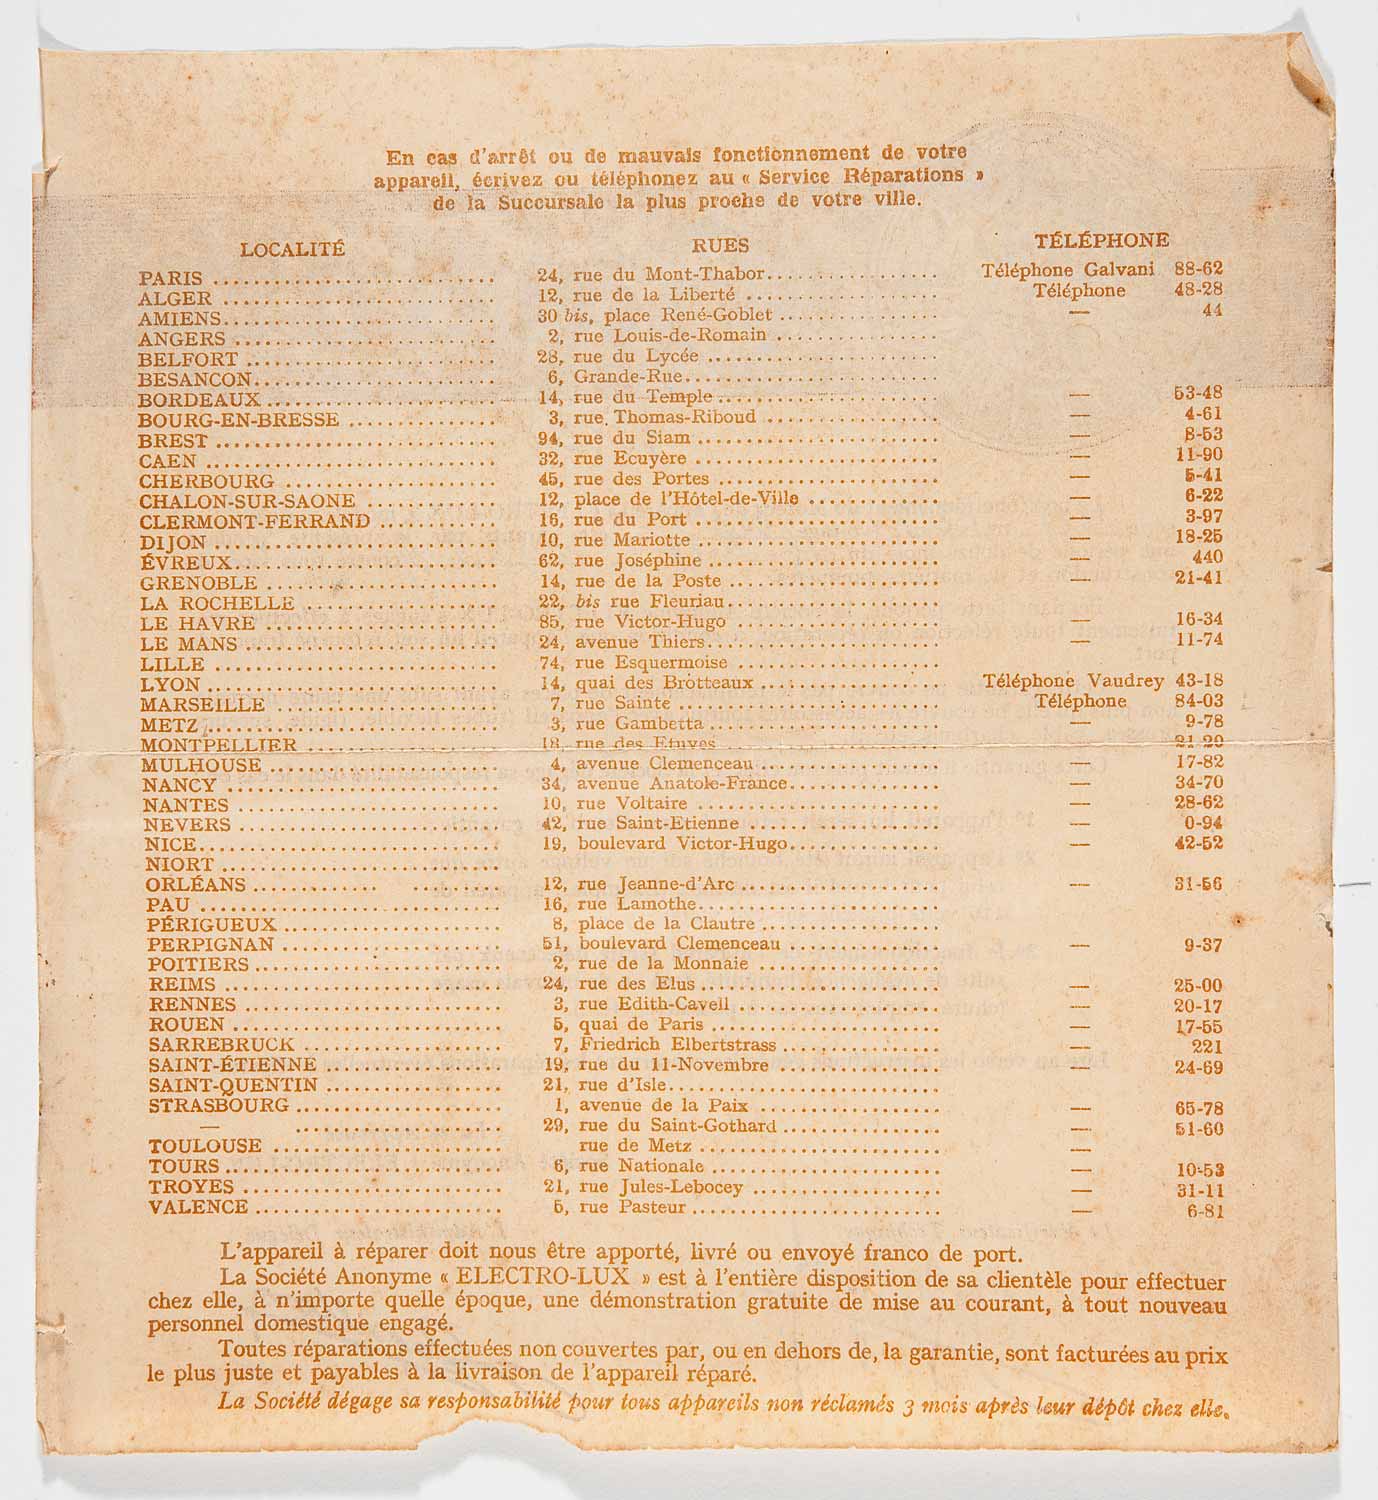 En cas d'arrêt ou de mauvais fonctionnement de votre
appareil, écrivez ou téléphonez au « Service Réparations »
de la Succursale la plus proche de votre ville.
LOCALITÉ RUES TÉLÉPHONE
PARIS 24, rue du Mont-Thabor Téléphone Galvani 88-62
ALGER 12, rue de la Liberté Téléphone 48-28
AMIENS 30 bis, place René-Goblet — 44
ANGERS 2, rue Louis-de-Romain
BELFORT 28, rue du Lycée
BESANCON 6, Grande-Rue
BORDEAUX 14, rue du Temple — 53-48
BOURG-EN-BRESSE 3, rue Thomas-Riboud — 4-61
BREST 94, rue du Siam — 8-53
CAEN 32, rue Ecuyère — 11-90
CHERBOURG 45, rue des Portes — 5-41
CHALON-SUR-SAONE 12, place de l'Hôtel-de-Ville — 6-22
CLERMONT-FERRAND 16, rue du Port — 3-97
DIJON 10, rue Mariotte — 18-25
ÉVREUX 62, rue Joséphine — 440
GRENOBLE 14, rue de la Poste — 21-41
LA ROCHELLE 22, bis rue Fleuriau
LE HAVRE 85, rue Victor-Hugo — 16-34
LE MANS 24, avenue Thiers — 11-74
LILLE 74, rue Esquermoise
LYON 14, quai des Brotteaux Téléphone Vaudrey 43-18
MARSEILLE 7, rue Sainte Téléphone 84-03
METZ 3, rue Gambetta — 9-78
MONTPELLIER 18, rue des Etuves 21-20
MULHOUSE 4, avenue Clemenceau — 17-82
NANCY 34, avenue Anatole-France — 34-70
NANTES 10, rue Voltaire — 28-62
NEVERS 42, rue Saint-Etienne — 0-94
NICE 19, boulevard Victor-Hugo — 42-52
NIORT
ORLÉANS 12, rue Jeanne-d'Arc — 31-56
PAU 16, rue Lamothe
PÉRIGUEUX 8, place de la Clautre
PERPIGNAN 51, boulevard Clemenceau — 9-37
POITIERS 2, rue de la Monnaie
REIMS 24, rue des Elus — 25-00
RENNES 3, rue Edith-Cavell — 20-17
ROUEN 5, quai de Paris — 17-55
SARREBRUCK 7, Friedrich Elbertstrass — 221
SAINT-ÉTIENNE 19, rue du 11-Novembre — 24-69
SAINT-QUENTIN 21, rue d'Isle
STRASBOURG 1, avenue de la Paix — 65-78
— 29, rue du Saint-Gothard — 51-60
TOULOUSE rue de Metz —
TOURS 6, rue Nationale — 10-53
TROYES 21, rue Jules-Lebocey — 31-11
VALENCE 5, rue Pasteur — 6-81
L'appareil à réparer doit nous être apporté, livré ou envoyé franco de port.
La Société Anonyme « ELECTRO-LUX » est à l'entière disposition de sa clientèle pour effectuer
chez elle, à n'importe quelle époque, une démonstration gratuite de mise au courant, à tout nouveau
personnel domestique engagé.
Toutes réparations effectuées non couvertes par, ou en dehors de, la garantie, sont facturées au prix
le plus juste et payables à la livraison de l'appareil réparé.
La Société dégage sa responsabilité pour tous appareils non réclamés 3 mois après leur dépôt chez elle.